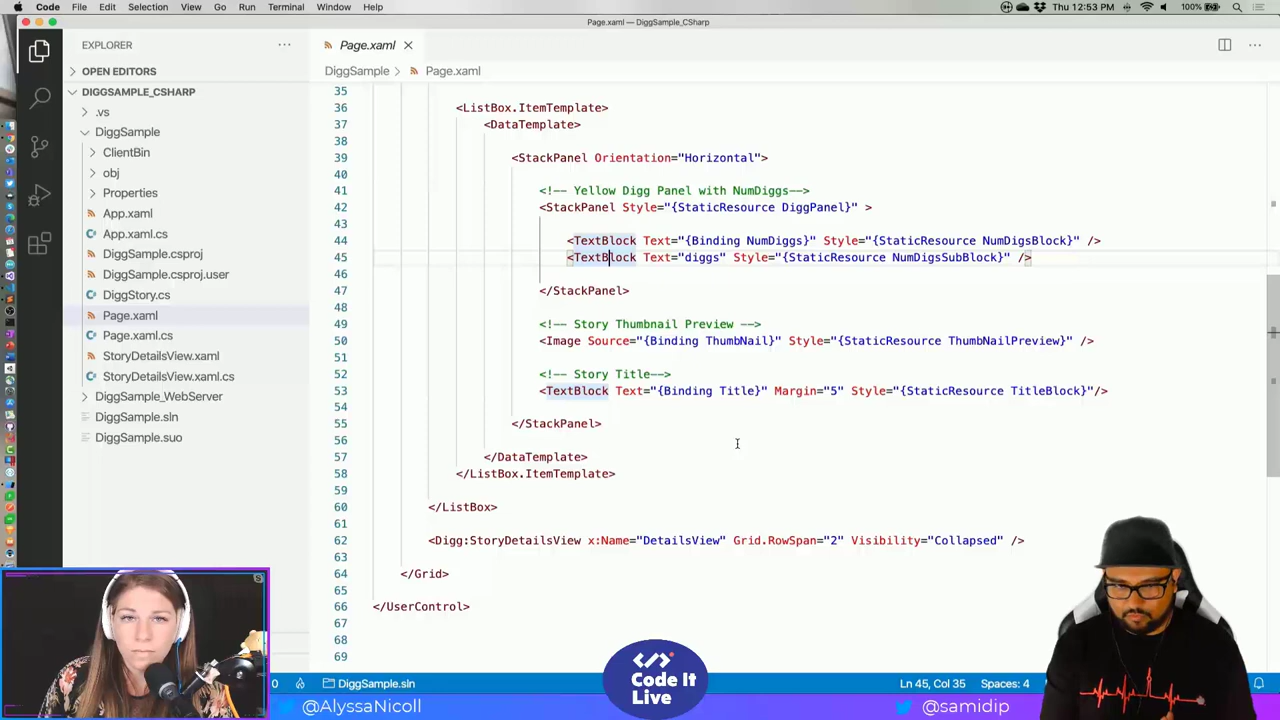 Code File Edit Selection View Go Run Terminal Window Help
Thu 12:53 PM 100%
Page.xaml — DiggSample_CSharp
EXPLORER
Page.xaml
OPEN EDITORS
DiggSample > Page.xaml
DIGGSAMPLE_CSHARP
.vs
DiggSample
ClientBin
obj
Properties
App.xaml
App.xaml.cs
DiggSample.csproj
DiggSample.csproj.user
DiggStory.cs
Page.xaml
Page.xaml.cs
StoryDetailsView.xaml
StoryDetailsView.xaml.cs
DiggSample_WebServer
DiggSample.sln
DiggSample.suo
35
36 <ListBox.ItemTemplate>
37 <DataTemplate>
38
39 <StackPanel Orientation="Horizontal">
40
41 <!-- Yellow Digg Panel with NumDiggs-->
42 <StackPanel Style="{StaticResource DiggPanel}" >
43
44 <TextBlock Text="{Binding NumDiggs}" Style="{StaticResource NumDigsBlock}" />
45 <TextBlock Text="diggs" Style="{StaticResource NumDigsSubBlock}" />
46
47 </StackPanel>
48
49 <!-- Story Thumbnail Preview -->
50 <Image Source="{Binding ThumbNail}" Style="{StaticResource ThumbNailPreview}" />
51
52 <!-- Story Title-->
53 <TextBlock Text="{Binding Title}" Margin="5" Style="{StaticResource TitleBlock}"/>
54
55 </StackPanel>
56
57 </DataTemplate>
58 </ListBox.ItemTemplate>
59
60 </ListBox>
61
62 <Digg:StoryDetailsView x:Name="DetailsView" Grid.RowSpan="2" Visibility="Collapsed" />
63
64 </Grid>
65
66 </UserControl>
67
68
69
0 DiggSample.sln
Ln 45, Col 35 Spaces: 4
Code It
Live
@AlyssaNicoll
@samidip